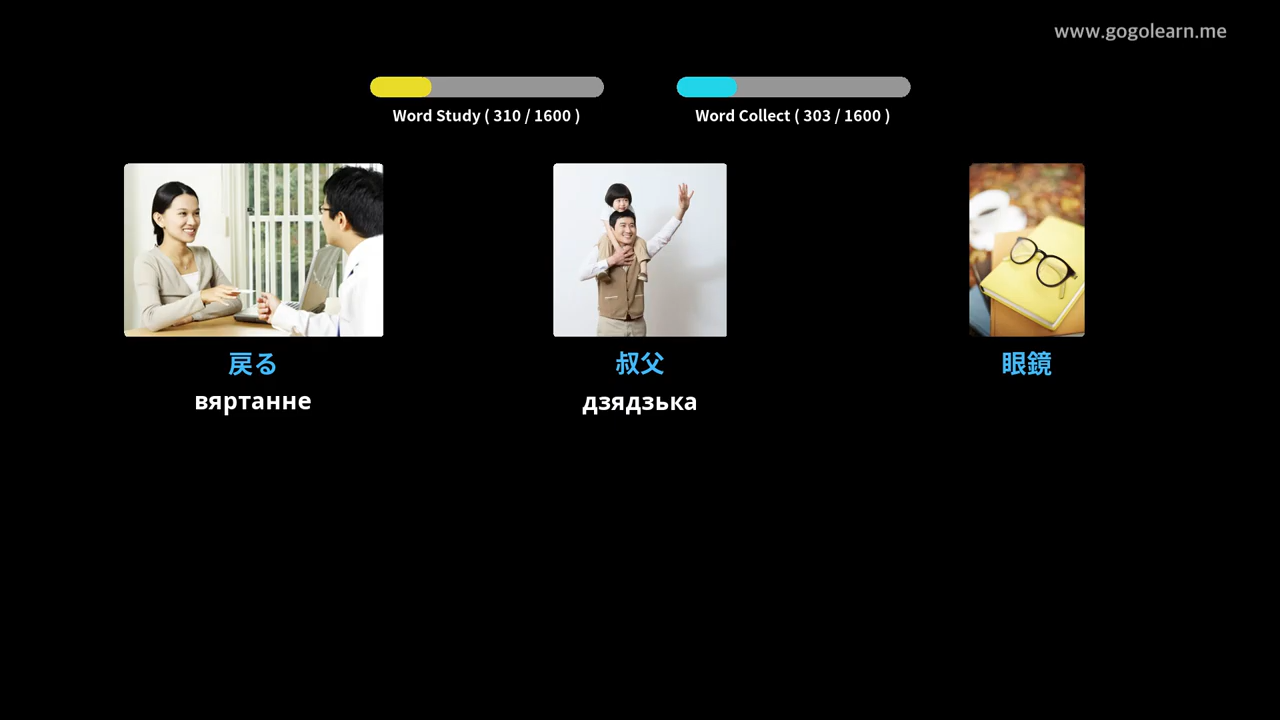 www.gogolearn.me
Word Study ( 310 / 1600 )
Word Collect ( 303 / 1600 )
戻る
叔父
眼鏡
вяртанне
дзядзька